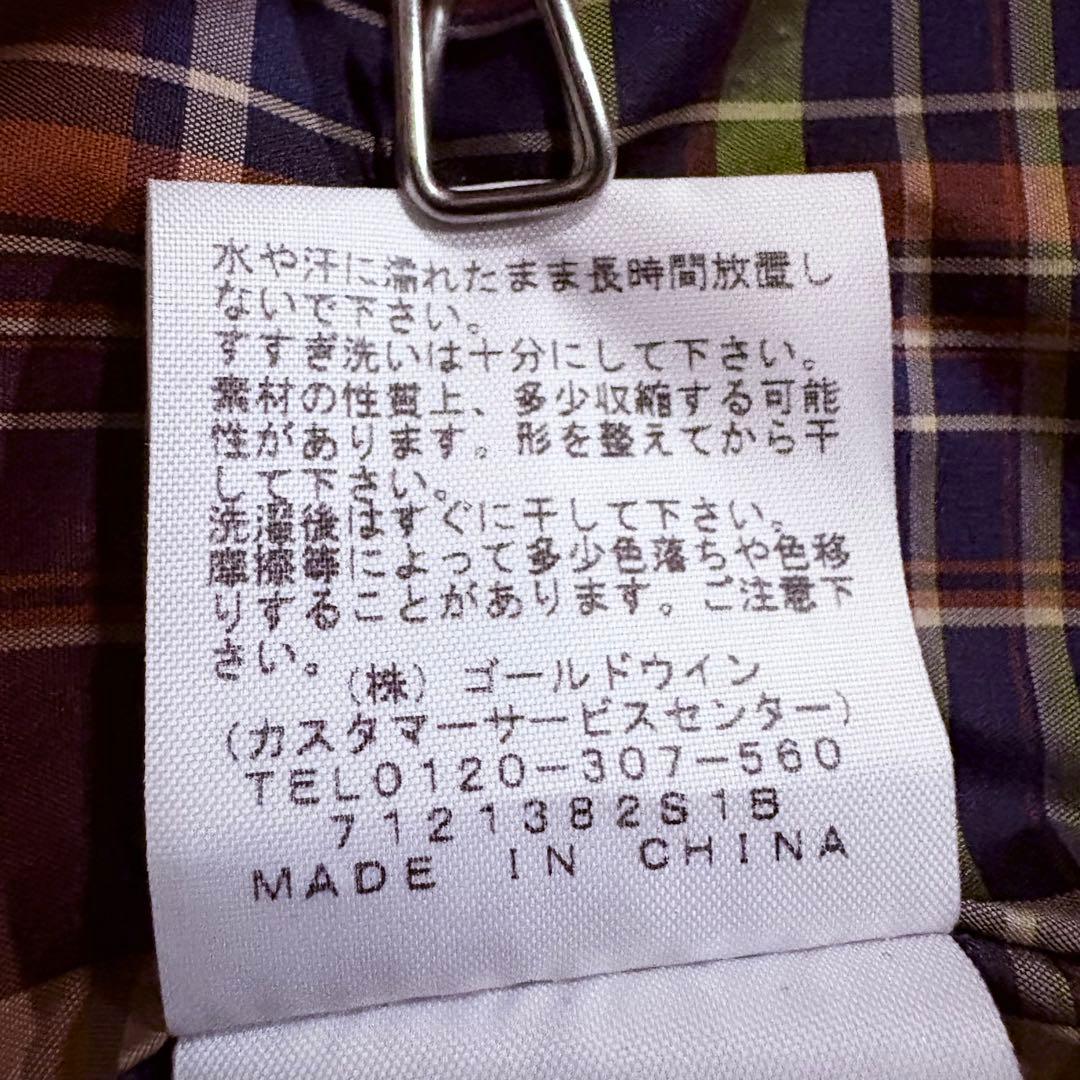 水や汗に濡れたまま長時間放置し
ないで下さい。
すすぎ洗いは十分にして下さい。
素材の性質上、多少収縮する可能
性があります。形を整えてから干
して下さい。
洗濯後はすぐに干して下さい。
摩擦等によって多少色落ちや色移
りすることがあります。ご注意下
さい。
(株) ゴールドウイン
(カスタマーサービスセンター)
TEL0120-307-560
7121382S1B
MADE IN CHINA